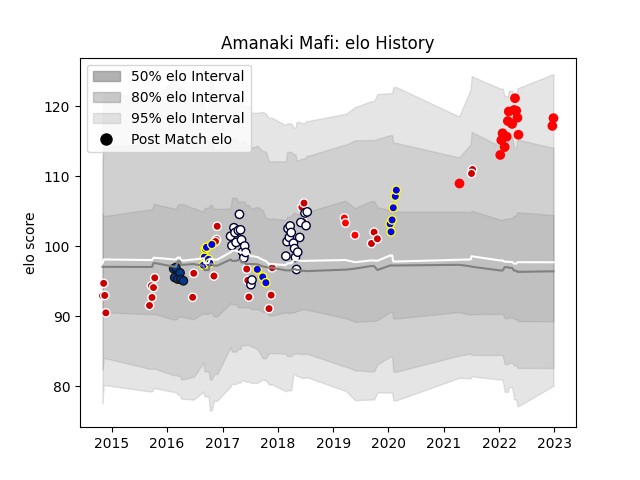 Amanaki Mafi: elo History
50% elo Interval
80% elo Interval
95% elo Interval
Post Match elo
elo score
120
110
100
90
80
2015 2016 2017 2018 2019 2020 2021 2022 2023